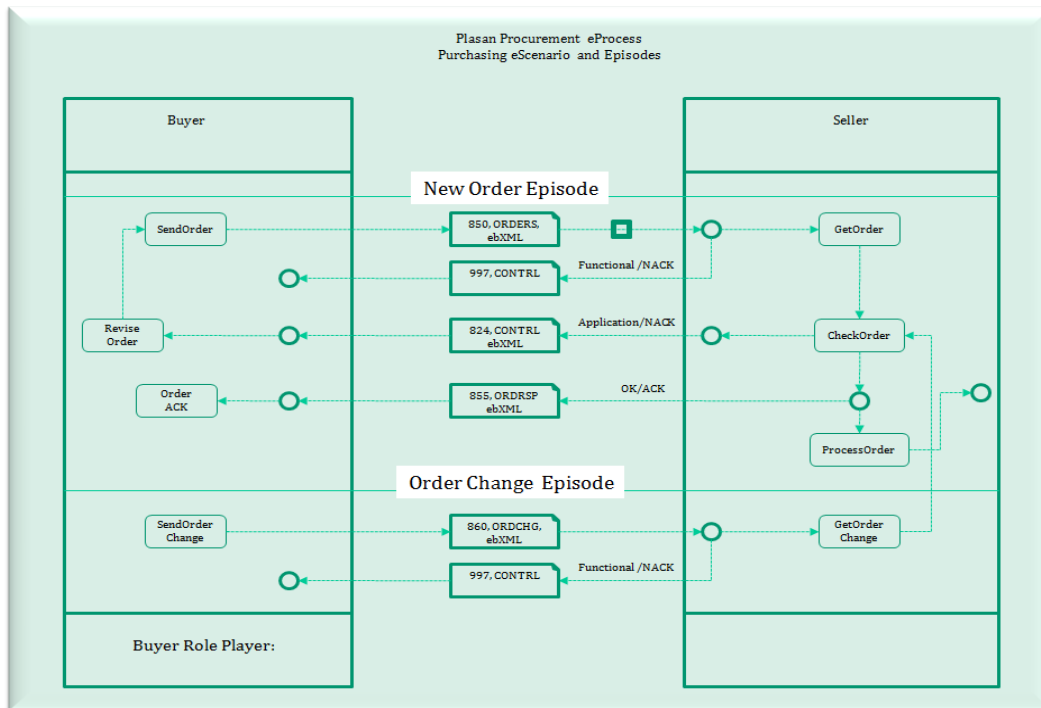 Plasan Procurement eProcess
Purchasing eScenario and Episodes
Buyer
Seller
New Order Episode
SendOrder
850, ORDERS,
ebXML
GetOrder
Functional /NACK
997, CONTRL
Revise
Order
824, CONTRL
ebXML
Application/NACK
CheckOrder
Order
ACK
855, ORDRSP
ebXML
OK/ACK
ProcessOrder
Order Change Episode
SendOrder
Change
860, ORDCHG,
ebXML
GetOrder
Change
Functional /NACK
997, CONTRL
Buyer Role Player: